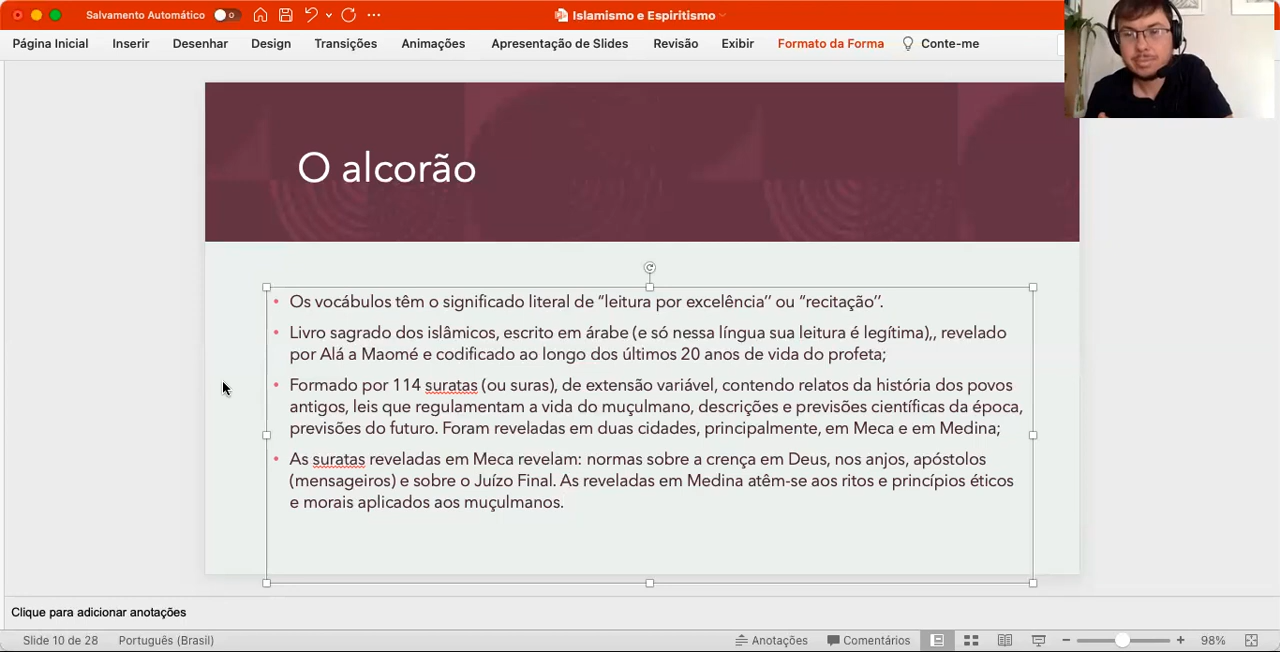 Salvamento Automático
0
Islamismo e Espiritismo
Página Inicial
Inserir
Desenhar
Design
Transições
Animações
Apresentação de Slides
Revisão
Exibir
Formato da Forma
Conte-me
O alcorão
• Os vocábulos têm o significado literal de “leitura por excelência” ou “recitação”.
• Livro sagrado dos islâmicos, escrito em árabe (e só nessa língua sua leitura é legítima),, revelado
por Alá a Maomé e codificado ao longo dos últimos 20 anos de vida do profeta;
• Formado por 114 suratas (ou suras), de extensão variável, contendo relatos da história dos povos
antigos, leis que regulamentam a vida do muçulmano, descrições e previsões científicas da época,
previsões do futuro. Foram reveladas em duas cidades, principalmente, em Meca e em Medina;
• As suratas reveladas em Meca revelam: normas sobre a crença em Deus, nos anjos, apóstolos
(mensageiros) e sobre o Juízo Final. As reveladas em Medina atêm-se aos ritos e princípios éticos
e morais aplicados aos muçulmanos.
Clique para adicionar anotações
Slide 10 de 28
Português (Brasil)
Anotações
Comentários
98%